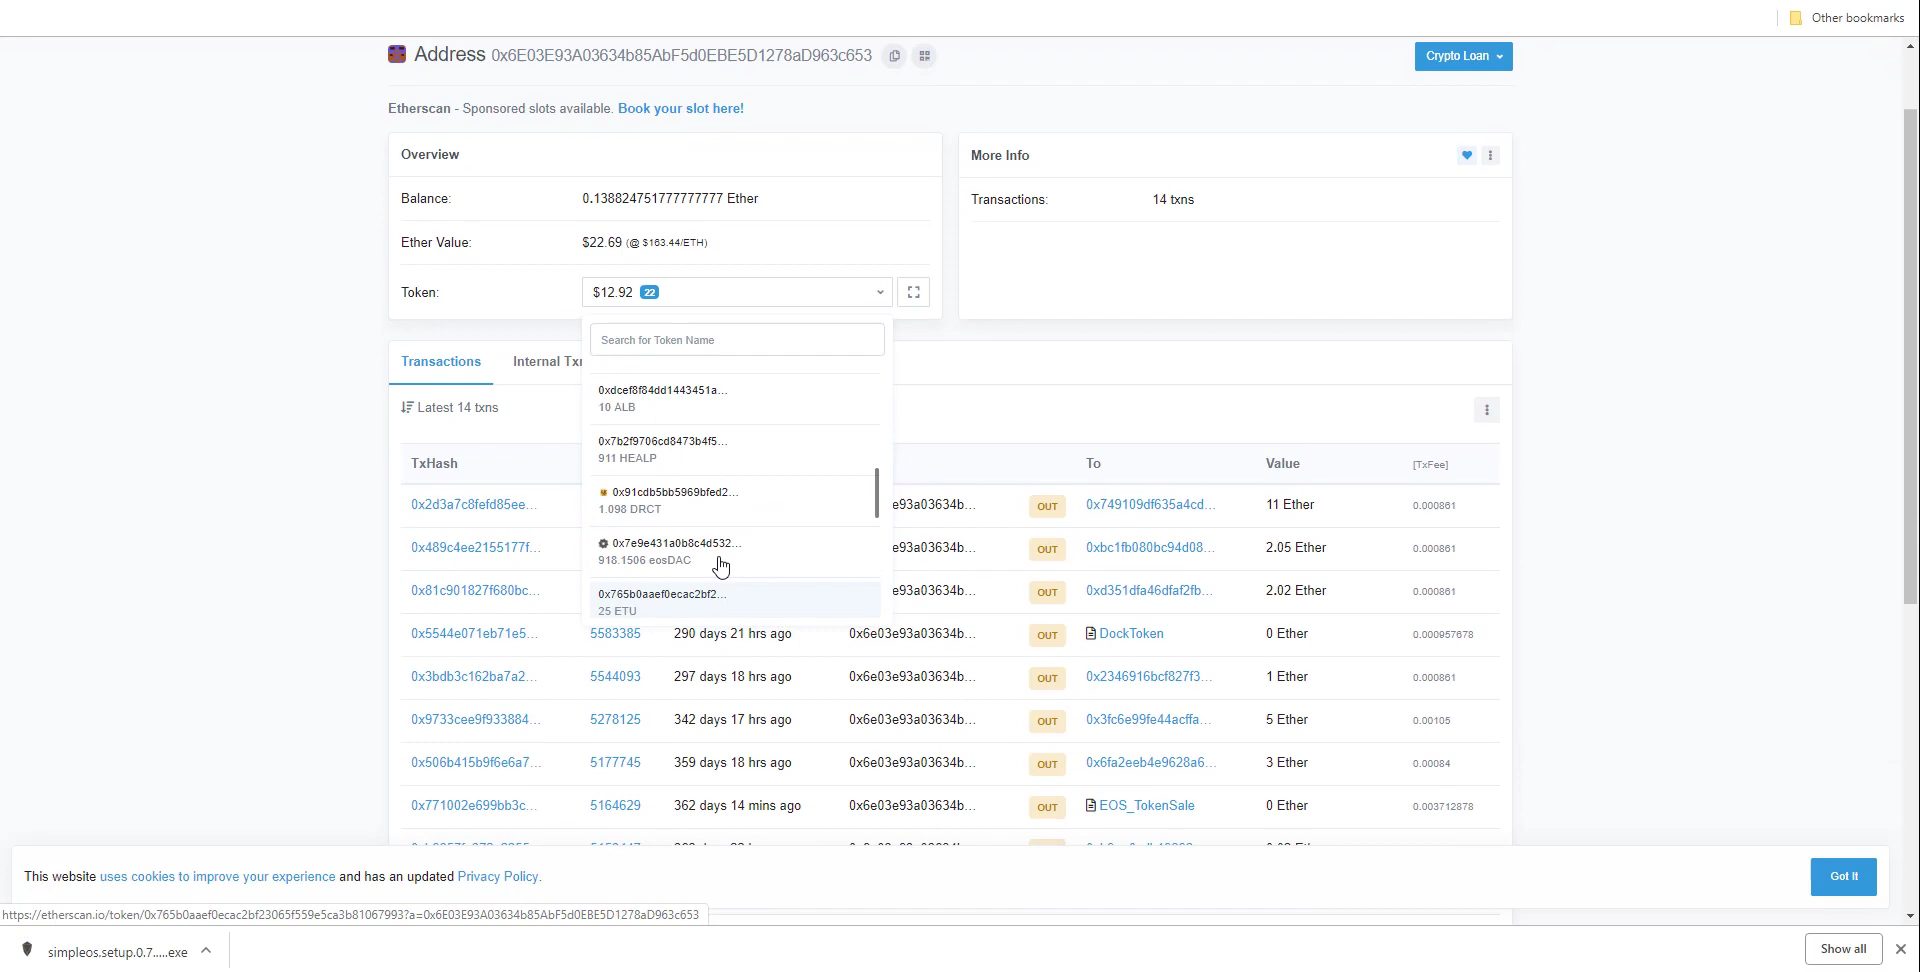 Other bookmarks
Address 0x6E03E93A03634b85AbF5d0EBE5D1278aD963c653
Crypto Loan
Etherscan - Sponsored slots available. Book your slot here!
Overview
More Info
Balance: 0.138824751777777777 Ether
Transactions: 14 txns
Ether Value: $22.69 (@ $163.44/ETH)
Token: $12.92 22
Search for Token Name
Transactions Internal Txn
0xdcef8f84dd1443451a...
10 ALB
Latest 14 txns
0x7b2f9706cd8473b4f5...
911 HEALP
TxHash To Value [TxFee]
0x91cdb5bb5969bfed2...
1.098 DRCT
0x2d3a7c8fefd85ee... e93a03634b... OUT 0x749109df635a4cd... 11 Ether 0.000861
0x7e9e431a0b8c4d532...
918.1506 eosDAC
0x489c4ee2155177f... e93a03634b... OUT 0xbc1fb080bc94d08... 2.05 Ether 0.000861
0x765b0aaef0ecac2bf2...
25 ETU
0x81c901827f680bc... e93a03634b... OUT 0xd351dfa46dfaf2fb... 2.02 Ether 0.000861
0x5544e071eb71e5... 5583385 290 days 21 hrs ago 0x6e03e93a03634b... OUT DockToken 0 Ether 0.000957678
0x3bdb3c162ba7a2... 5544093 297 days 18 hrs ago 0x6e03e93a03634b... OUT 0x2346916bcf827f3... 1 Ether 0.000861
0x9733cee9f933884... 5278125 342 days 17 hrs ago 0x6e03e93a03634b... OUT 0x3fc6e99fe44acffa... 5 Ether 0.00105
0x506b415b9f6e6a7... 5177745 359 days 18 hrs ago 0x6e03e93a03634b... OUT 0x6fa2eeb4e9628a6... 3 Ether 0.00084
0x771002e699bb3c... 5164629 362 days 14 mins ago 0x6e03e93a03634b... OUT EOS_TokenSale 0 Ether 0.003712878
This website uses cookies to improve your experience and has an updated Privacy Policy.
Got It
https://etherscan.io/token/0x765b0aaef0ecac2bf23065f559e5ca3b81067993?a=0x6E03E93A03634b85AbF5d0EBE5D1278aD963c653
simpleos.setup.0.7.....exe
Show all